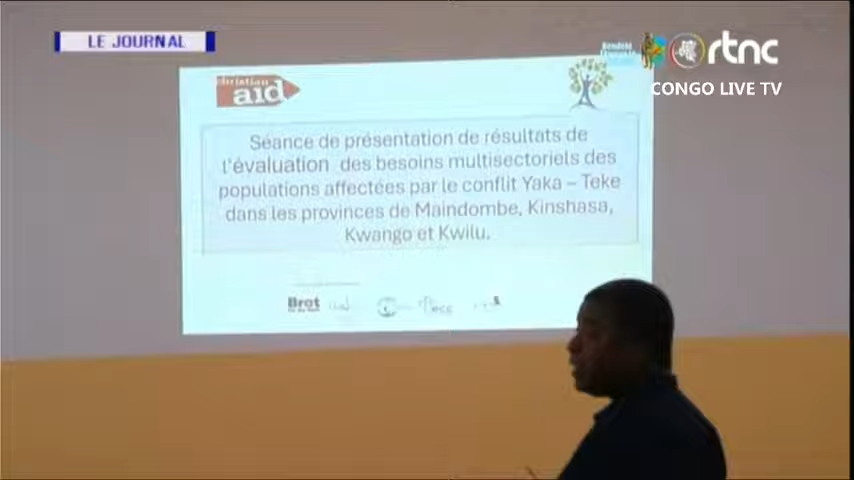 LE JOURNAL
rtnc
CONGO LIVE TV
christian
aid
Séance de présentation de résultats de
l'évaluation des besoins multisectoriels des
populations affectées par le conflit Yaka – Teke
dans les provinces de Maindombe, Kinshasa,
Kwango et Kwilu.
Brot